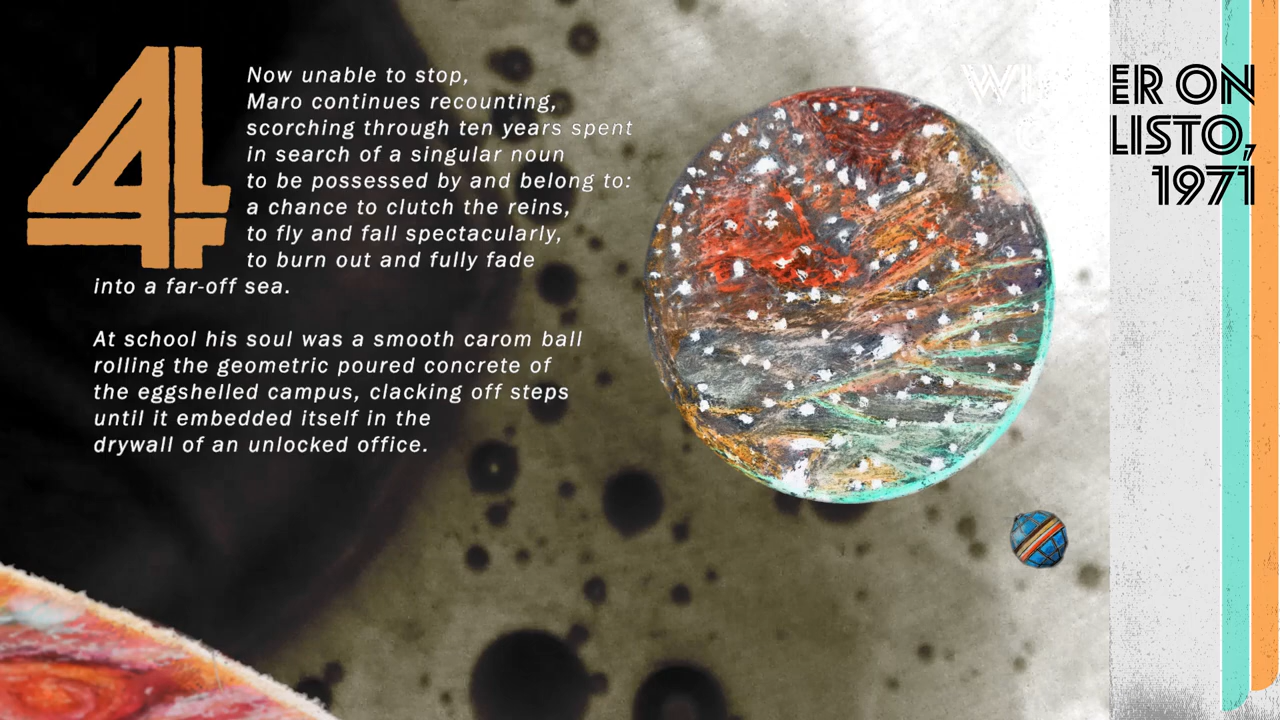 4
Now unable to stop,
Maro continues recounting,
scorching through ten years spent
in search of a singular noun
to be possessed by and belong to:
a chance to clutch the reins,
to fly and fall spectacularly,
to burn out and fully fade
into a far-off sea.
At school his soul was a smooth carom ball
rolling the geometric poured concrete of
the eggshelled campus, clacking off steps
until it embedded itself in the
drywall of an unlocked office.
ER ON
LISTO,
1971